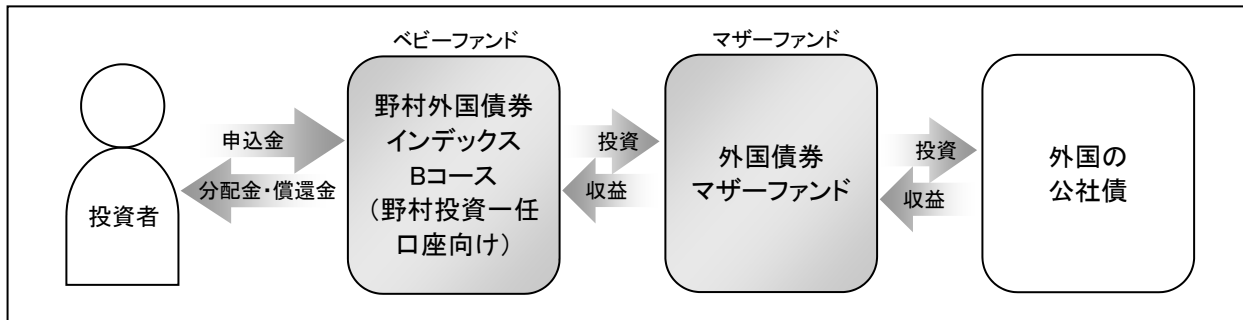 ベビーファンド
マザーファンド
投資者
申込金
分配金・償還金
野村外国債券
インデックス
Bコース
(野村投資一任
口座向け)
投資
収益
外国債券
マザーファンド
投資
収益
外国の
公社債